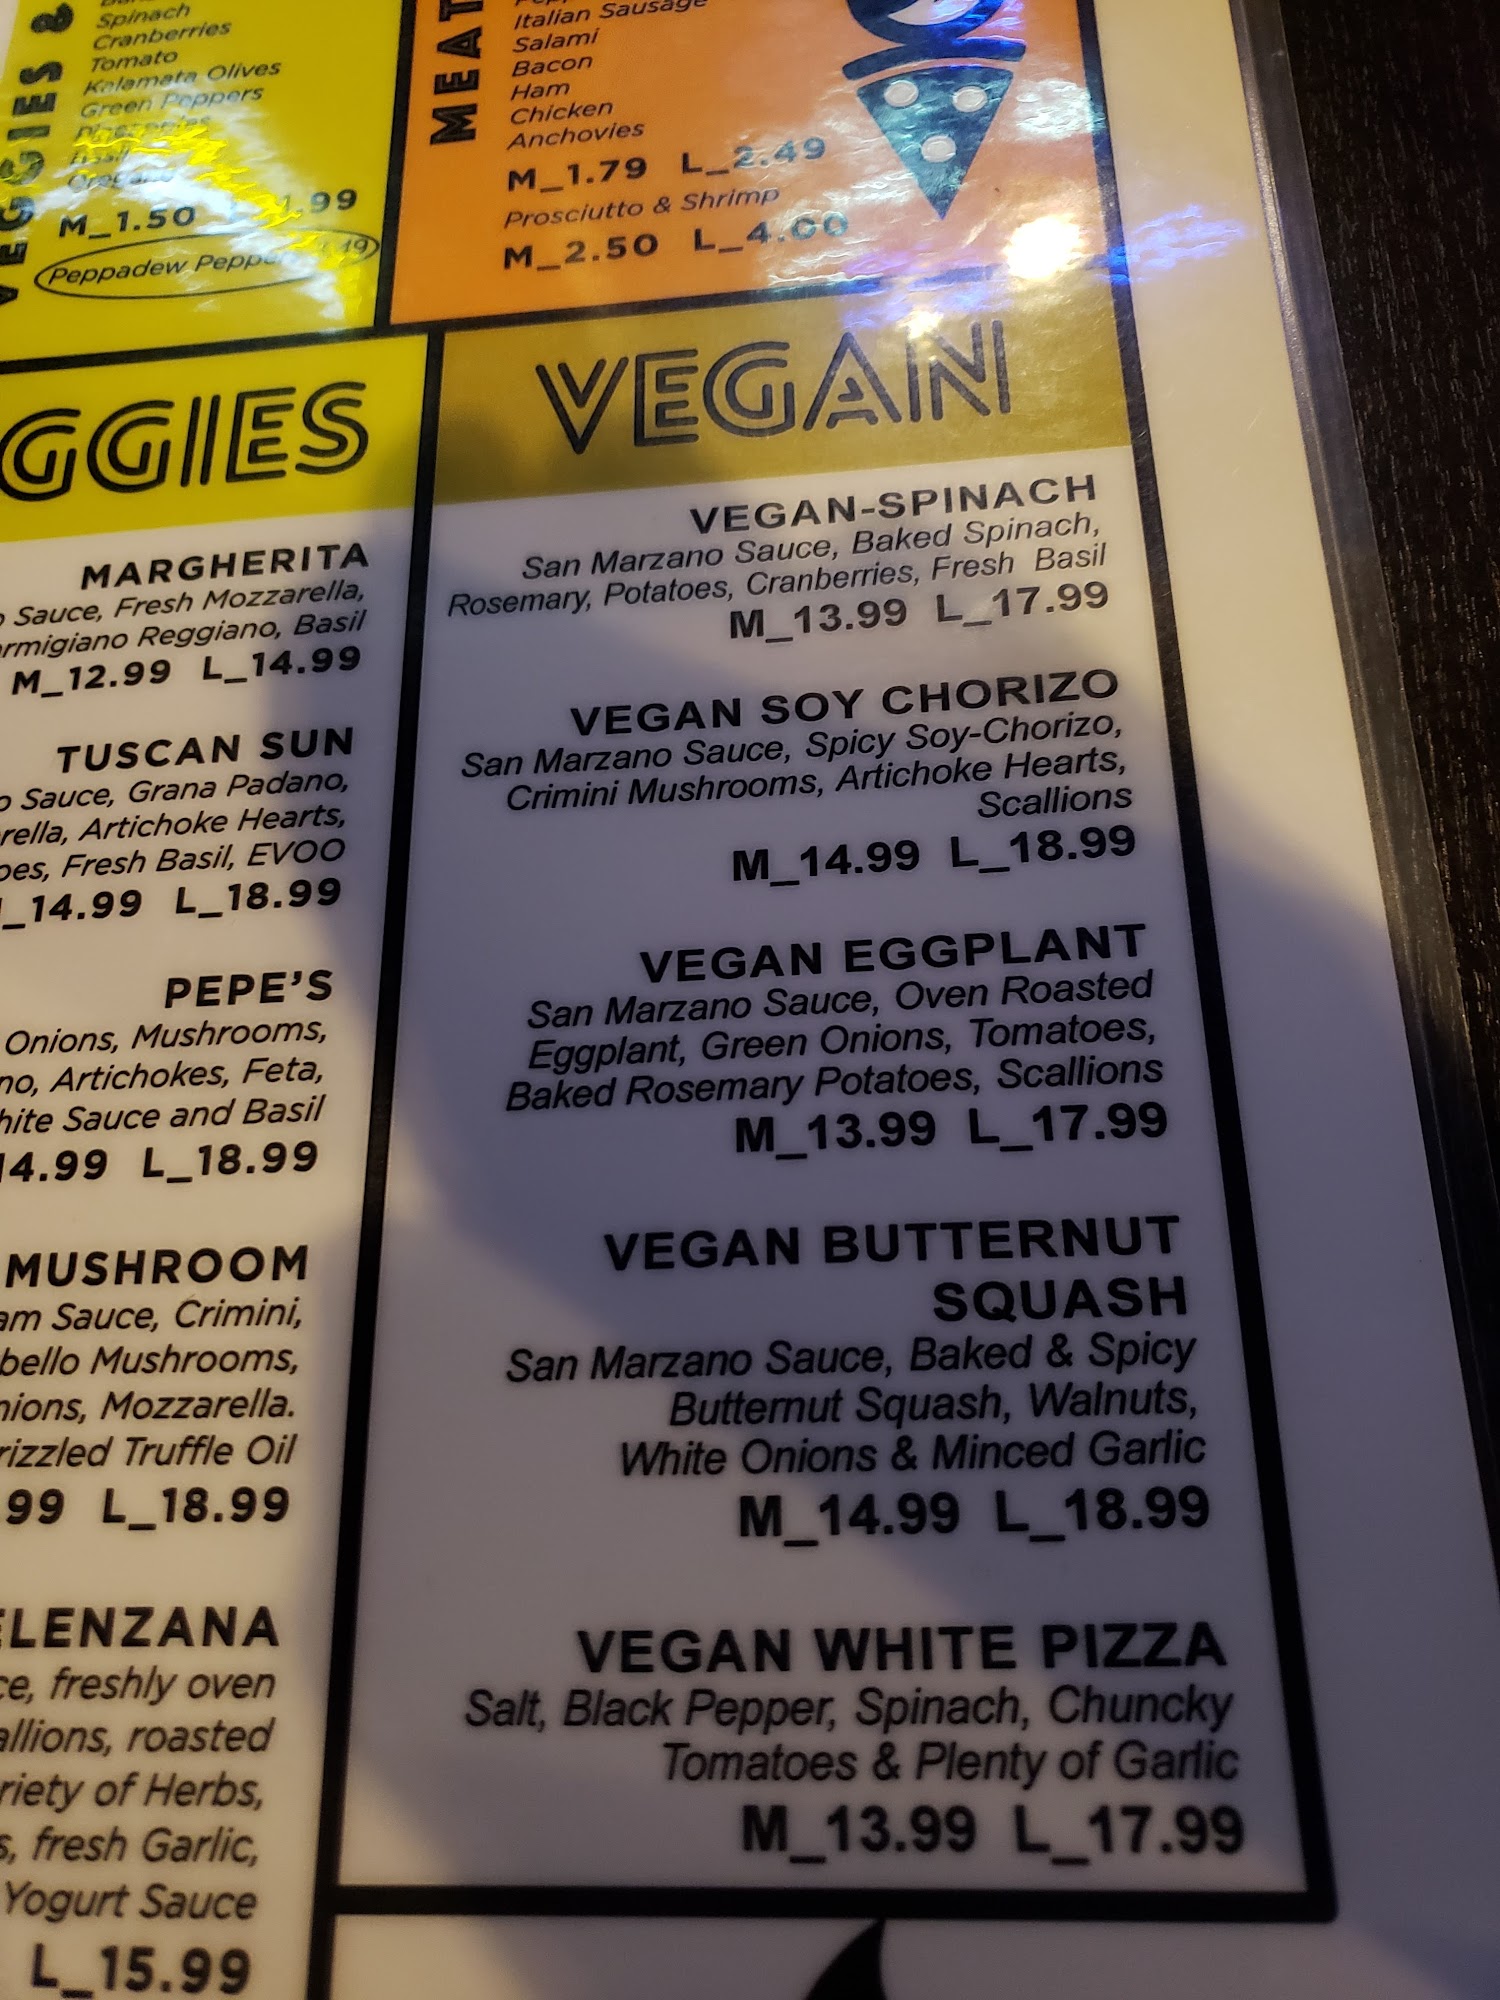 VEGGIES &
Spinach
Cranberries
Tomato
Kalamata Olives
Green Peppers
Basil
Oregano
M_1.50 L_1.99
Peppadew
MEAT
Italian Sausage
Salami
Bacon
Ham
Chicken
Anchovies
M_1.79 L_2.49
Prosciutto & Shrimp
M_2.50 L_4.00
GGIES
MARGHERITA
Sauce, Fresh Mozzarella,
Reggiano, Basil
M_12.99 L_14.99
TUSCAN SUN
Sauce, Grana Padano,
Artichoke Hearts,
Fresh Basil, EVOO
_14.99 L_18.99
PEPE'S
Onions, Mushrooms,
Artichokes, Feta,
Sauce and Basil
14.99 L_18.99
MUSHROOM
Sauce, Crimini,
Mushrooms,
Mozzarella.
Truffle Oil
99 L_18.99
ELENZANA
freshly oven
roasted
of Herbs,
fresh Garlic,
Yogurt Sauce
L_15.99
VEGAN
VEGAN-SPINACH
San Marzano Sauce, Baked Spinach,
Rosemary, Potatoes, Cranberries, Fresh Basil
M_13.99 L_17.99
VEGAN SOY CHORIZO
San Marzano Sauce, Spicy Soy-Chorizo,
Crimini Mushrooms, Artichoke Hearts,
Scallions
M_14.99 L_18.99
VEGAN EGGPLANT
San Marzano Sauce, Oven Roasted
Eggplant, Green Onions, Tomatoes,
Baked Rosemary Potatoes, Scallions
M_13.99 L_17.99
VEGAN BUTTERNUT
SQUASH
San Marzano Sauce, Baked & Spicy
Butternut Squash, Walnuts,
White Onions & Minced Garlic
M_14.99 L_18.99
VEGAN WHITE PIZZA
Salt, Black Pepper, Spinach, Chuncky
Tomatoes & Plenty of Garlic
M_13.99 L_17.99